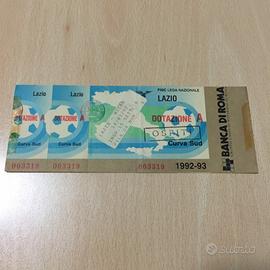 Lazio
Lazio
FIGC LEGA NAZIONALE
LAZIO
DOTAZIONE A
DOTAZIONE A
DOTAZIONE A
OSPITI
Curva Sud
Curva Sud
Curva Sud
003319
003319
003319
1992-93
BANCA DI ROMA
subito